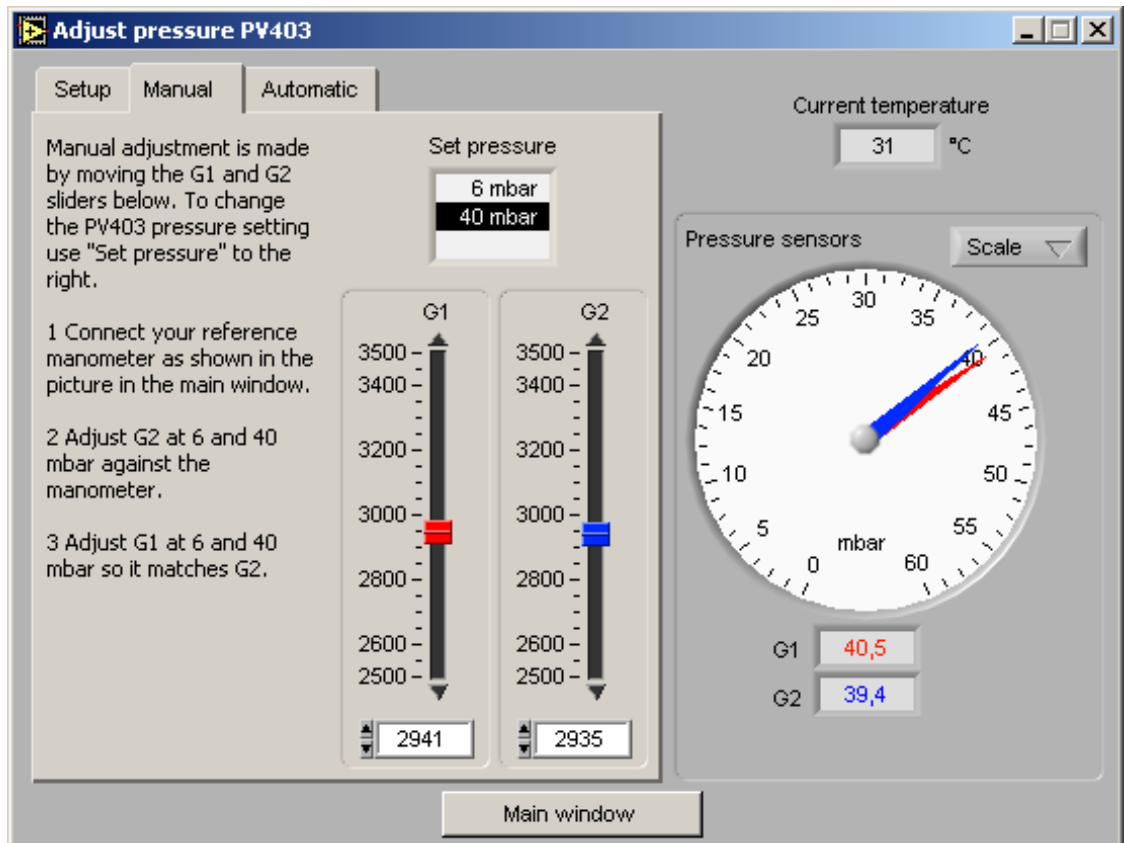 Adjust pressure PV403
Setup
Manual
Automatic
Manual adjustment is made
by moving the G1 and G2
sliders below. To change
the PV403 pressure setting
use "Set pressure" to the
right.
1 Connect your reference
manometer as shown in the
picture in the main window.
2 Adjust G2 at 6 and 40
mbar against the
manometer.
3 Adjust G1 at 6 and 40
mbar so it matches G2.
Set pressure
6 mbar
40 mbar
G1
3500
3400
3200
3000
2800
2600
2500
2941
G2
3500
3400
3200
3000
2800
2600
2500
2935
Current temperature
31 °C
Pressure sensors
Scale
0
5
10
15
20
25
30
35
40
45
50
55
60
mbar
G1 40,5
G2 39,4
Main window